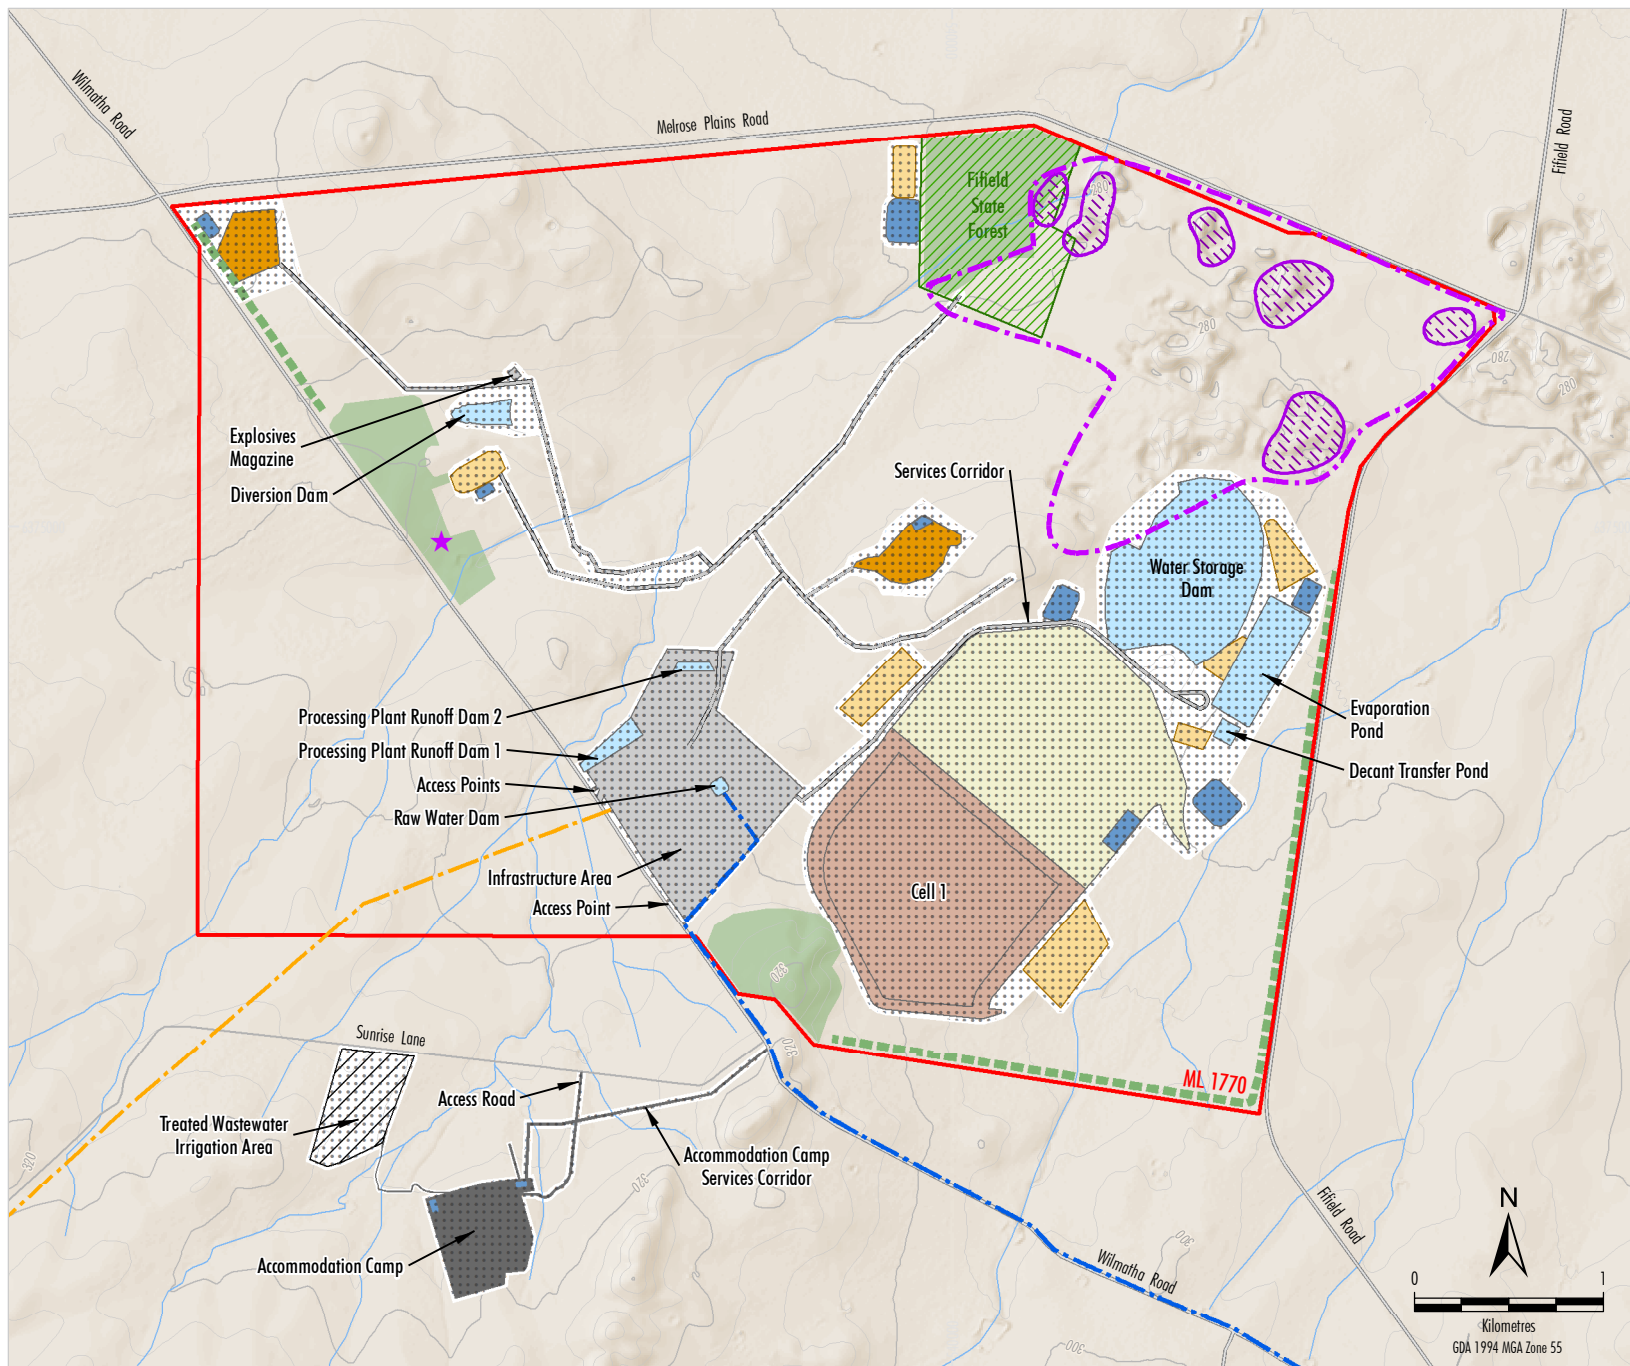 Wilmatha Road
Melrose Plains Road
Fifield Road
Fifield
State
Forest
280
280
280
280
Explosives
Magazine
Diversion Dam
Services Corridor
Water Storage
Dam
Processing Plant Runoff Dam 2
Processing Plant Runoff Dam 1
Access Points
Raw Water Dam
Infrastructure Area
Access Point
Cell 1
Evaporation
Pond
Decant Transfer Pond
320
320
Sunrise Lane
ML 1770
Access Road
Treated Wastewater
Irrigation Area
Accommodation Camp
Services Corridor
320
320
Accommodation Camp
Fifield Road
Wilmatha Road
300
300
N
0 1
Kilometres
GDA 1994 MGA Zone 55